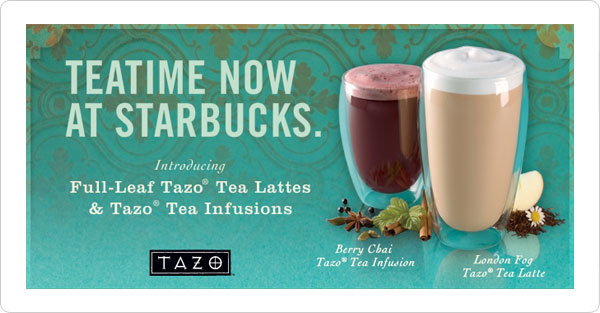 TEATIME NOW
AT STARBUCKS.
Introducing
Full-Leaf Tazo® Tea Lattes
& Tazo® Tea Infusions
TAZO
Berry Chai
Tazo® Tea Infusion
London Fog
Tazo® Tea Latte